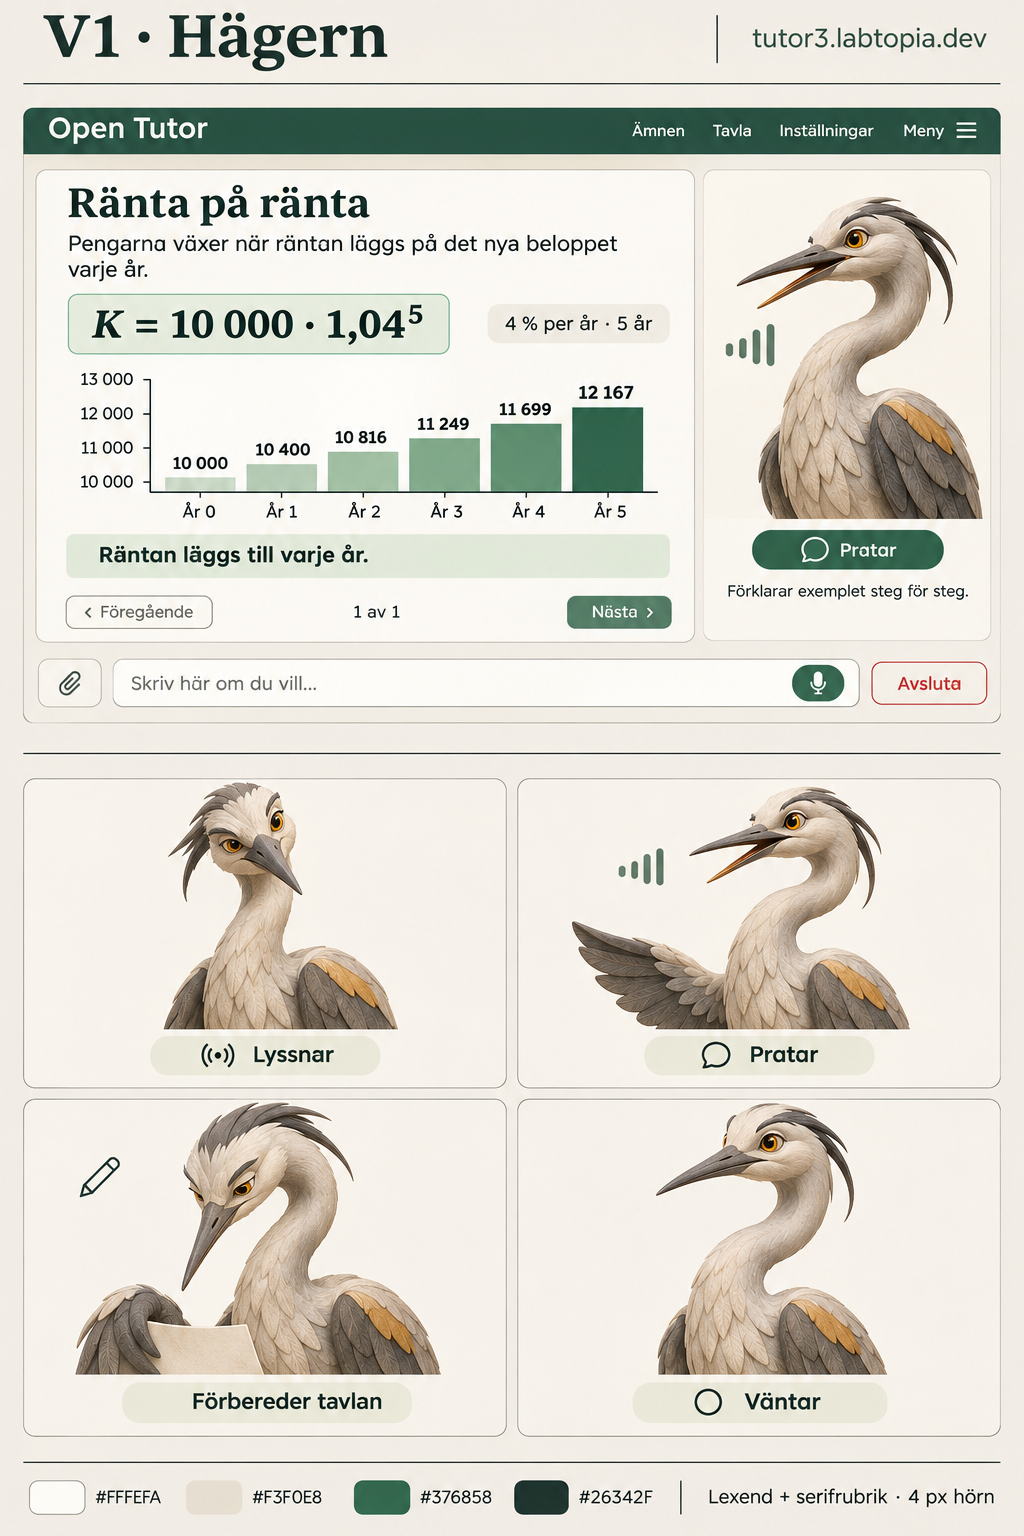 V1 · Hägern
tutor3.labtopia.dev
Open Tutor
Ämnen
Tavla
Inställningar
Meny
Ränta på ränta
Pengarna växer när räntan läggs på det nya beloppet
varje år.
K = 10 000 · 1,04⁵
4 % per år · 5 år
13 000
12 000
11 000
10 000
10 000
10 400
10 816
11 249
11 699
12 167
År 0
År 1
År 2
År 3
År 4
År 5
Räntan läggs till varje år.
‹ Föregående
1 av 1
Nästa ›
Pratar
Förklarar exemplet steg för steg.
Skriv här om du vill...
Avsluta
Lyssnar
Pratar
Förbereder tavlan
Väntar
#FFFEFA
#F3F0E8
#376858
#26342F
Lexend + serifrubrik · 4 px hörn